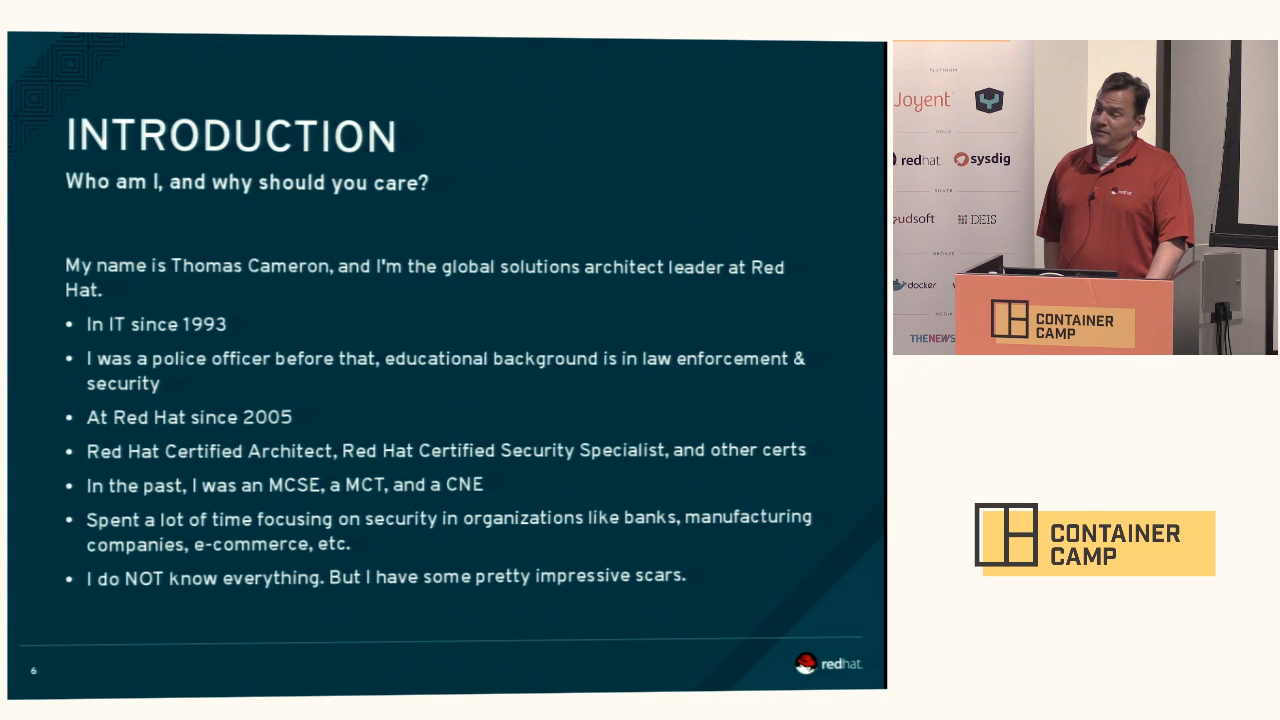 INTRODUCTION
Who am I, and why should you care?
My name is Thomas Cameron, and I'm the global solutions architect leader at Red
Hat.
• In IT since 1993
• I was a police officer before that, educational background is in law enforcement &
security
• At Red Hat since 2005
• Red Hat Certified Architect, Red Hat Certified Security Specialist, and other certs
• In the past, I was an MCSE, a MCT, and a CNE
• Spent a lot of time focusing on security in organizations like banks, manufacturing
companies, e-commerce, etc.
• I do NOT know everything. But I have some pretty impressive scars.
6
redhat
PLATINUM
Joyent
GOLD
redhat
sysdig
SILVER
udsoft
DEIS
BRONZE
docker
MEDIA
THENEWS
redhat
CONTAINER
CAMP
CONTAINER
CAMP